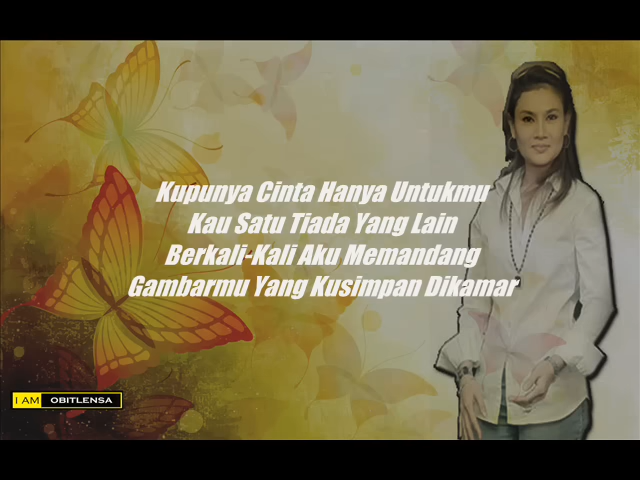 Kupunya Cinta Hanya Untukmu
Kau Satu Tiada Yang Lain
Berkali-Kali Aku Memandang
Gambarmu Yang Kusimpan Dikamar
I AM OBITLENSA